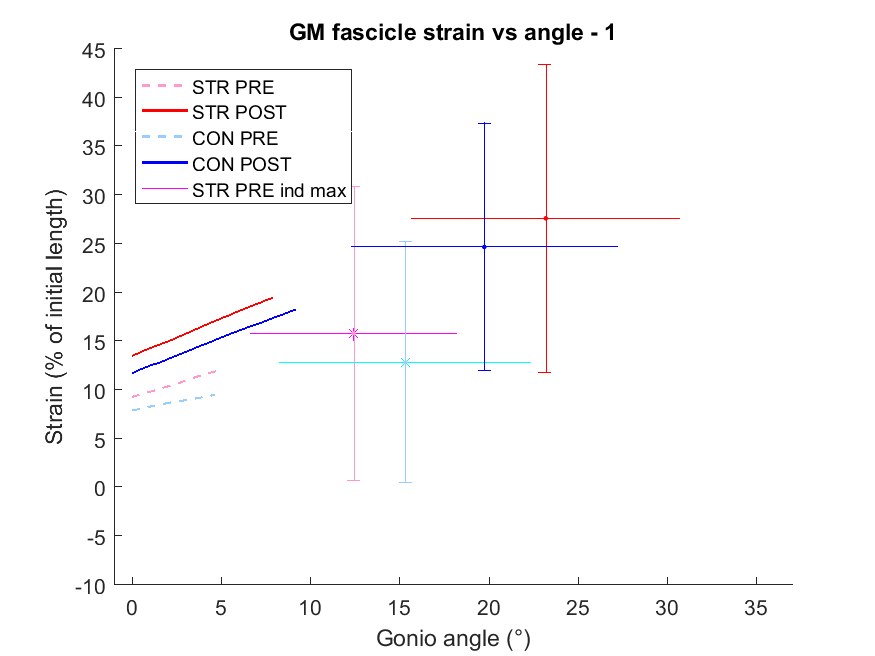 GM fascicle strain vs angle - 1
45
40
35
30
25
20
15
10
5
0
-5
-10
Strain (% of initial length)
STR PRE
STR POST
CON PRE
CON POST
STR PRE ind max
0 5 10 15 20 25 30 35
Gonio angle (°)